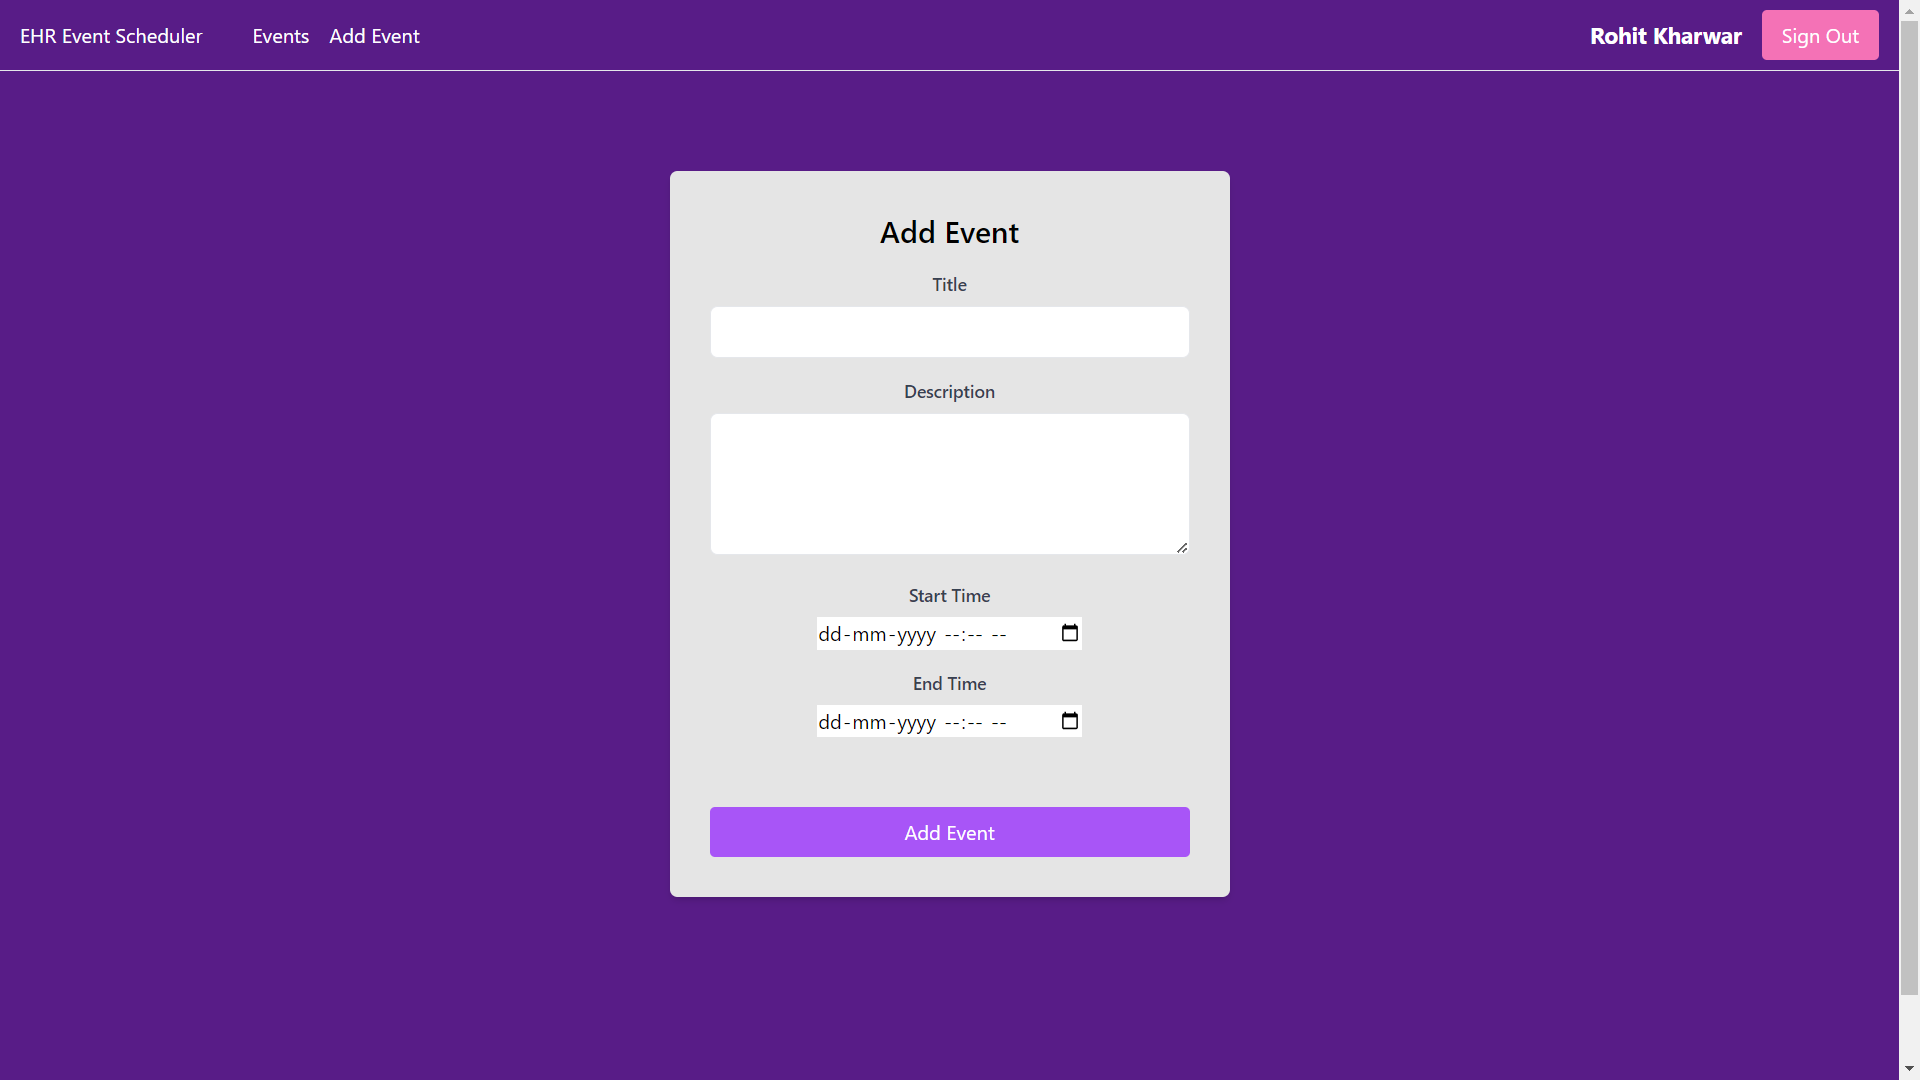 EHR Event Scheduler Events Add Event Rohit Kharwar Sign Out
Add Event
Title
Description
Start Time
dd-mm-yyyy --:-- --
End Time
dd-mm-yyyy --:-- --
Add Event